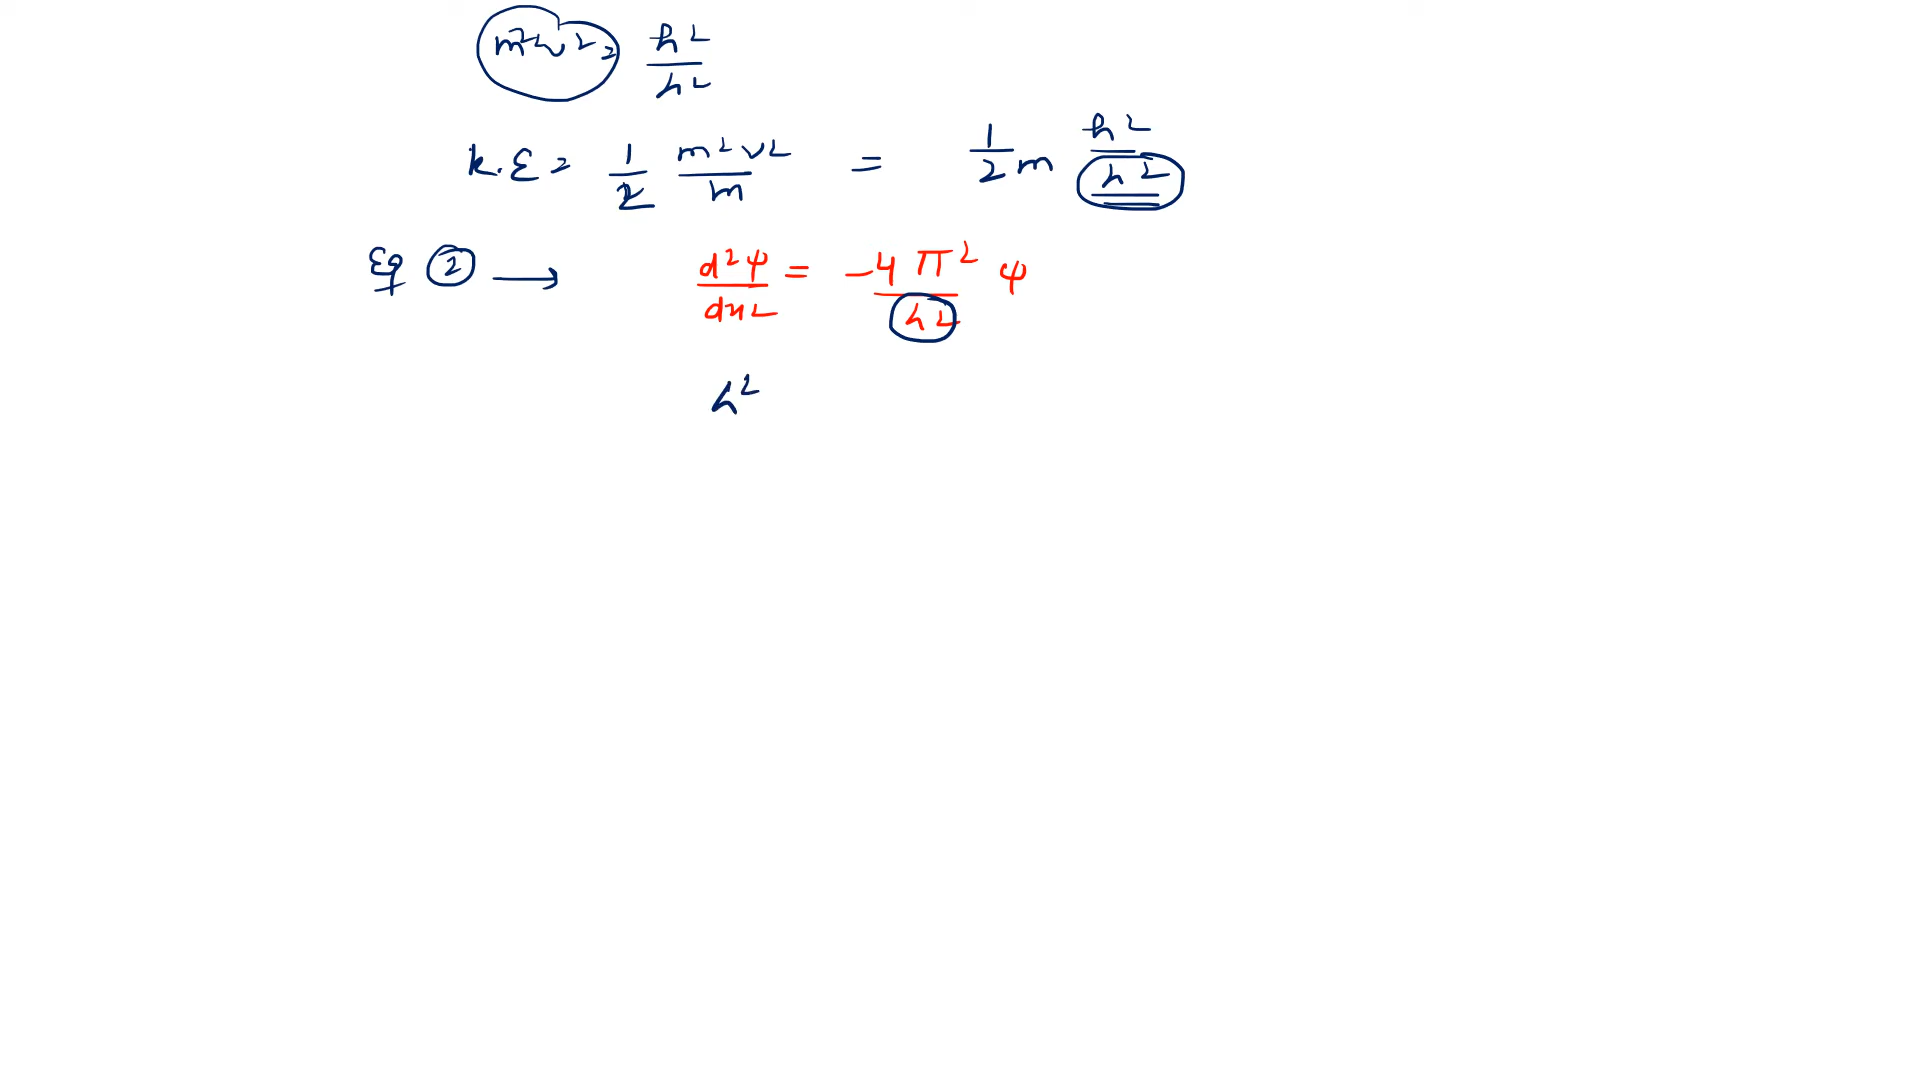 m²v² = h²/λ²
K.E = 1/2 m²v²/m = 1/2m h²/λ²
Eq ② → d²ψ/dx² = -4π²/λ² ψ
λ²